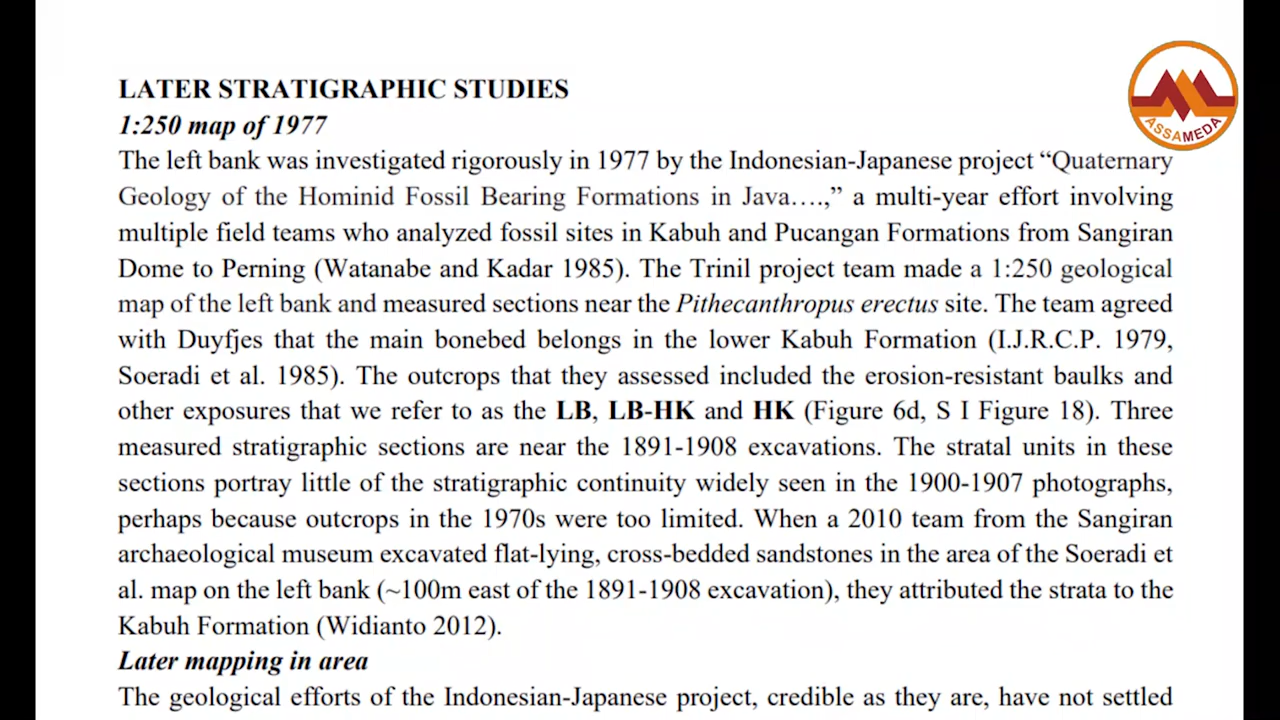 LATER STRATIGRAPHIC STUDIES
1:250 map of 1977
The left bank was investigated rigorously in 1977 by the Indonesian-Japanese project “Quaternary
Geology of the Hominid Fossil Bearing Formations in Java….,” a multi-year effort involving
multiple field teams who analyzed fossil sites in Kabuh and Pucangan Formations from Sangiran
Dome to Perning (Watanabe and Kadar 1985). The Trinil project team made a 1:250 geological
map of the left bank and measured sections near the Pithecanthropus erectus site. The team agreed
with Duyfjes that the main bonebed belongs in the lower Kabuh Formation (I.J.R.C.P. 1979,
Soeradi et al. 1985). The outcrops that they assessed included the erosion-resistant baulks and
other exposures that we refer to as the LB, LB-HK and HK (Figure 6d, S I Figure 18). Three
measured stratigraphic sections are near the 1891-1908 excavations. The stratal units in these
sections portray little of the stratigraphic continuity widely seen in the 1900-1907 photographs,
perhaps because outcrops in the 1970s were too limited. When a 2010 team from the Sangiran
archaeological museum excavated flat-lying, cross-bedded sandstones in the area of the Soeradi et
al. map on the left bank (~100m east of the 1891-1908 excavation), they attributed the strata to the
Kabuh Formation (Widianto 2012).
Later mapping in area
The geological efforts of the Indonesian-Japanese project, credible as they are, have not settled
ASSAMEDA